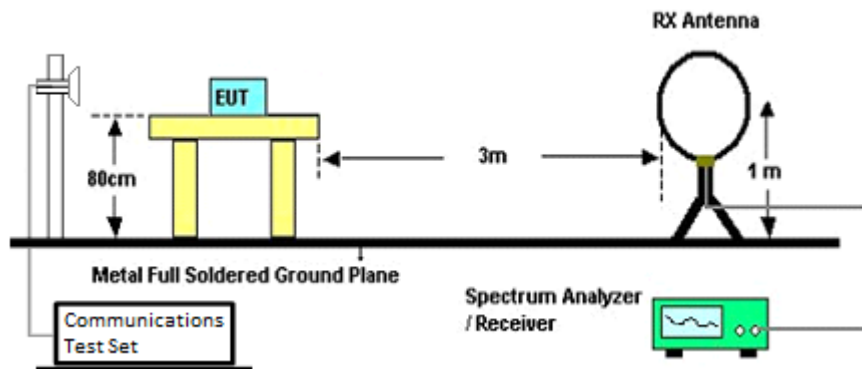 RX Antenna
EUT
80cm
3m
1 m
Metal Full Soldered Ground Plane
Spectrum Analyzer
/ Receiver
Communications
Test Set